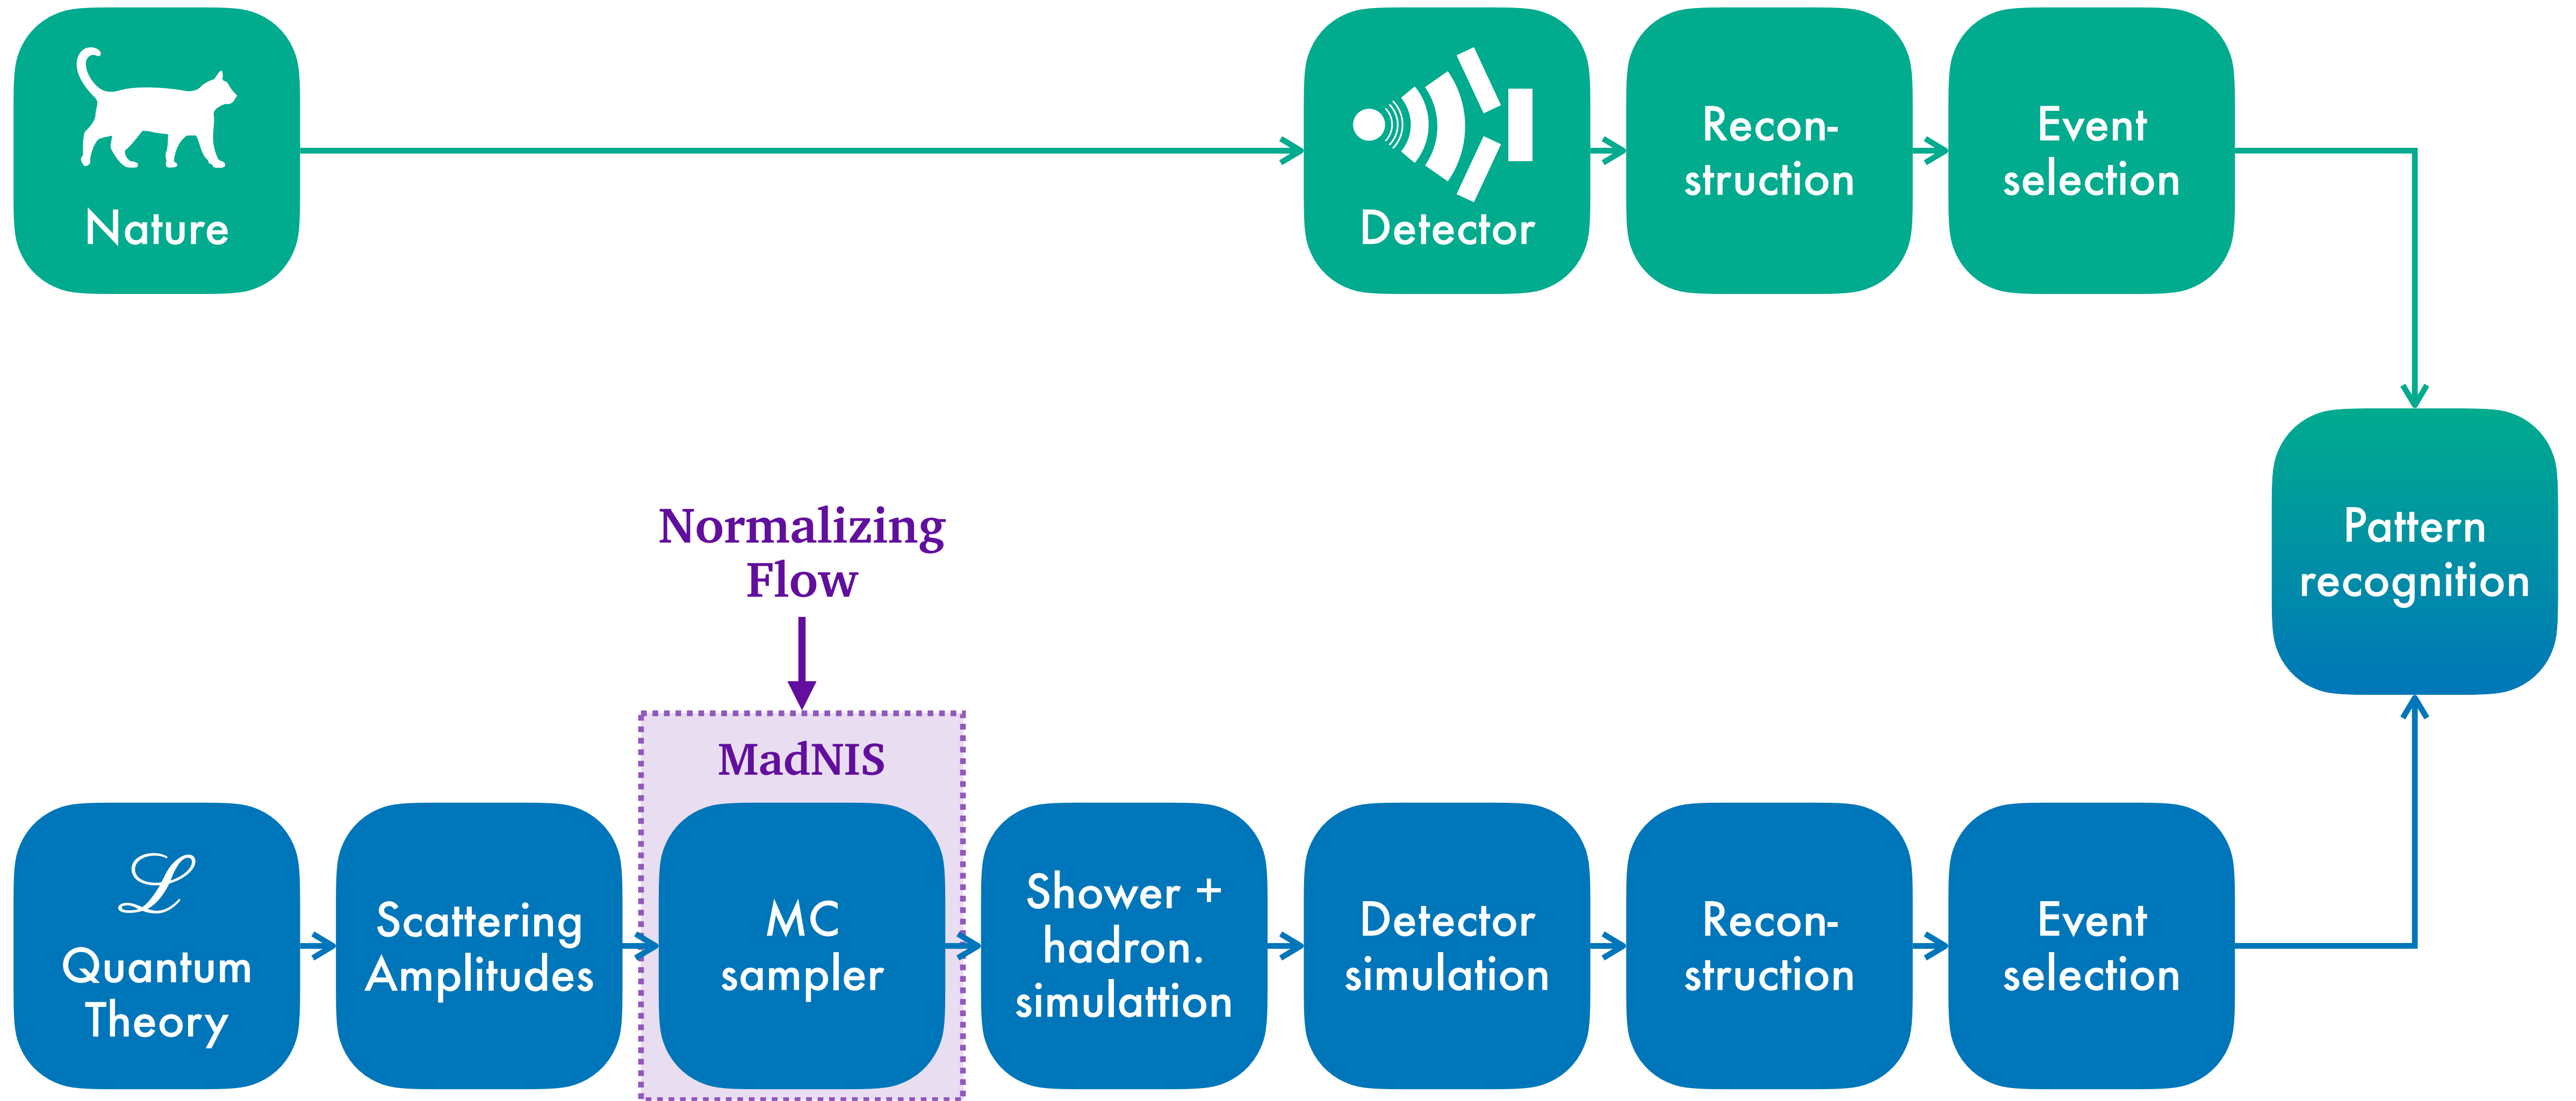 Nature
Detector
Recon-
struction
Event
selection
Pattern
recognition
Normalizing
Flow
MadNIS
ℒ
Quantum
Theory
Scattering
Amplitudes
MC
sampler
Shower +
hadron.
simulattion
Detector
simulation
Recon-
struction
Event
selection